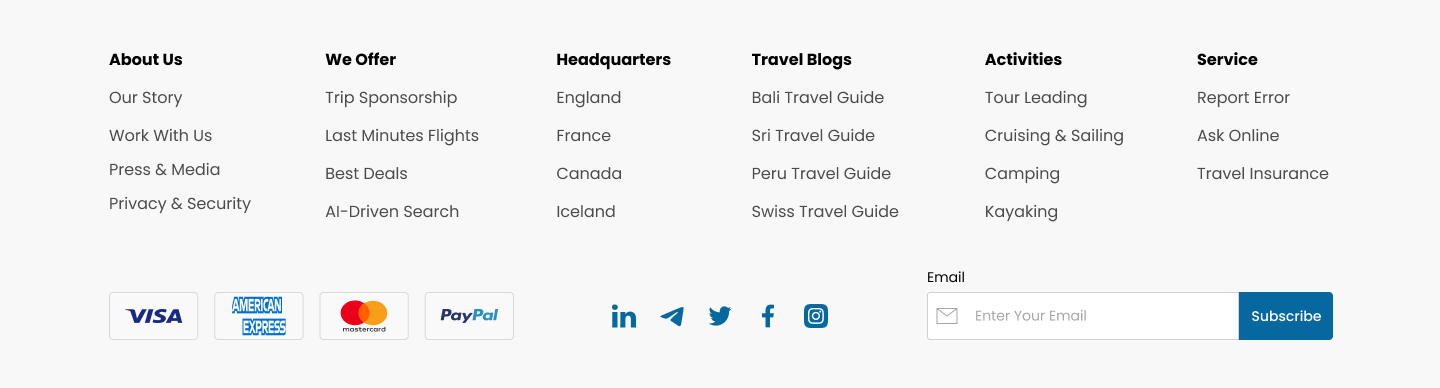 About Us
Our Story
Work With Us
Press & Media
Privacy & Security
We Offer
Trip Sponsorship
Last Minutes Flights
Best Deals
AI-Driven Search
Headquarters
England
France
Canada
Iceland
Travel Blogs
Bali Travel Guide
Sri Travel Guide
Peru Travel Guide
Swiss Travel Guide
Activities
Tour Leading
Cruising & Sailing
Camping
Kayaking
Service
Report Error
Ask Online
Travel Insurance
VISA
AMERICAN
EXPRESS
mastercard
PayPal
in
Email
Enter Your Email
Subscribe